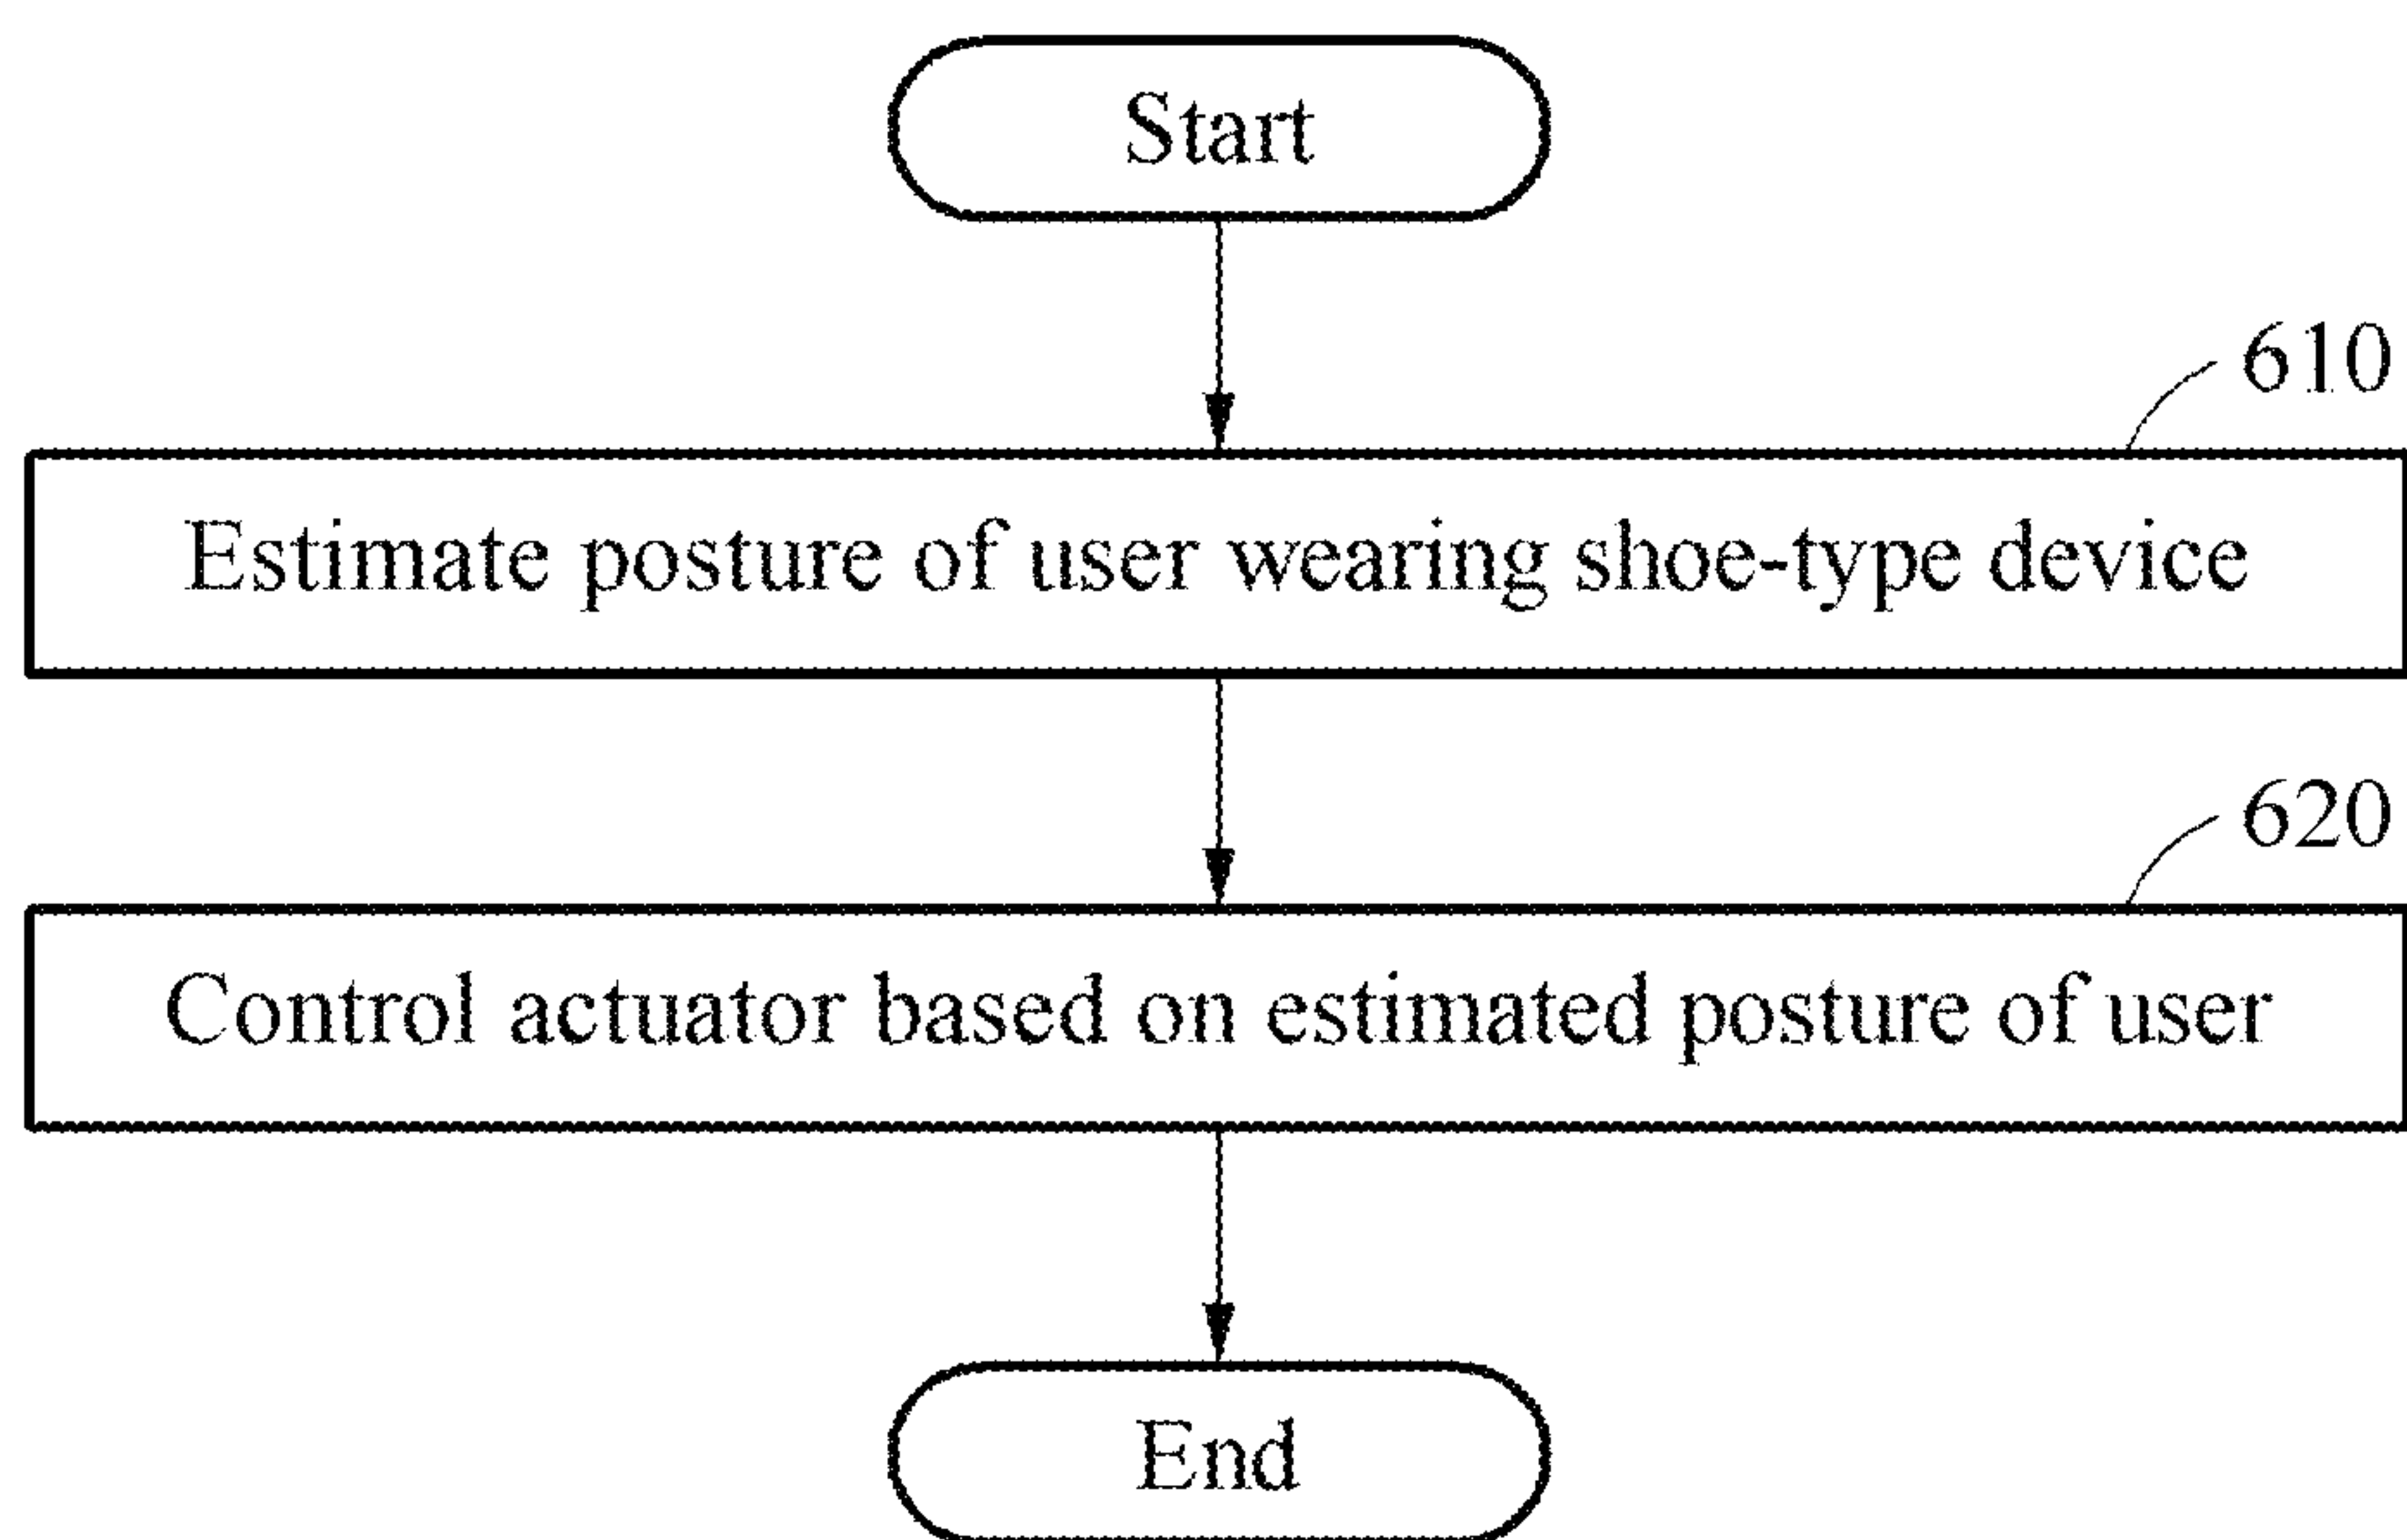 Start
610
Estimate posture of user wearing shoe-type device
620
Control actuator based on estimated posture of user
End